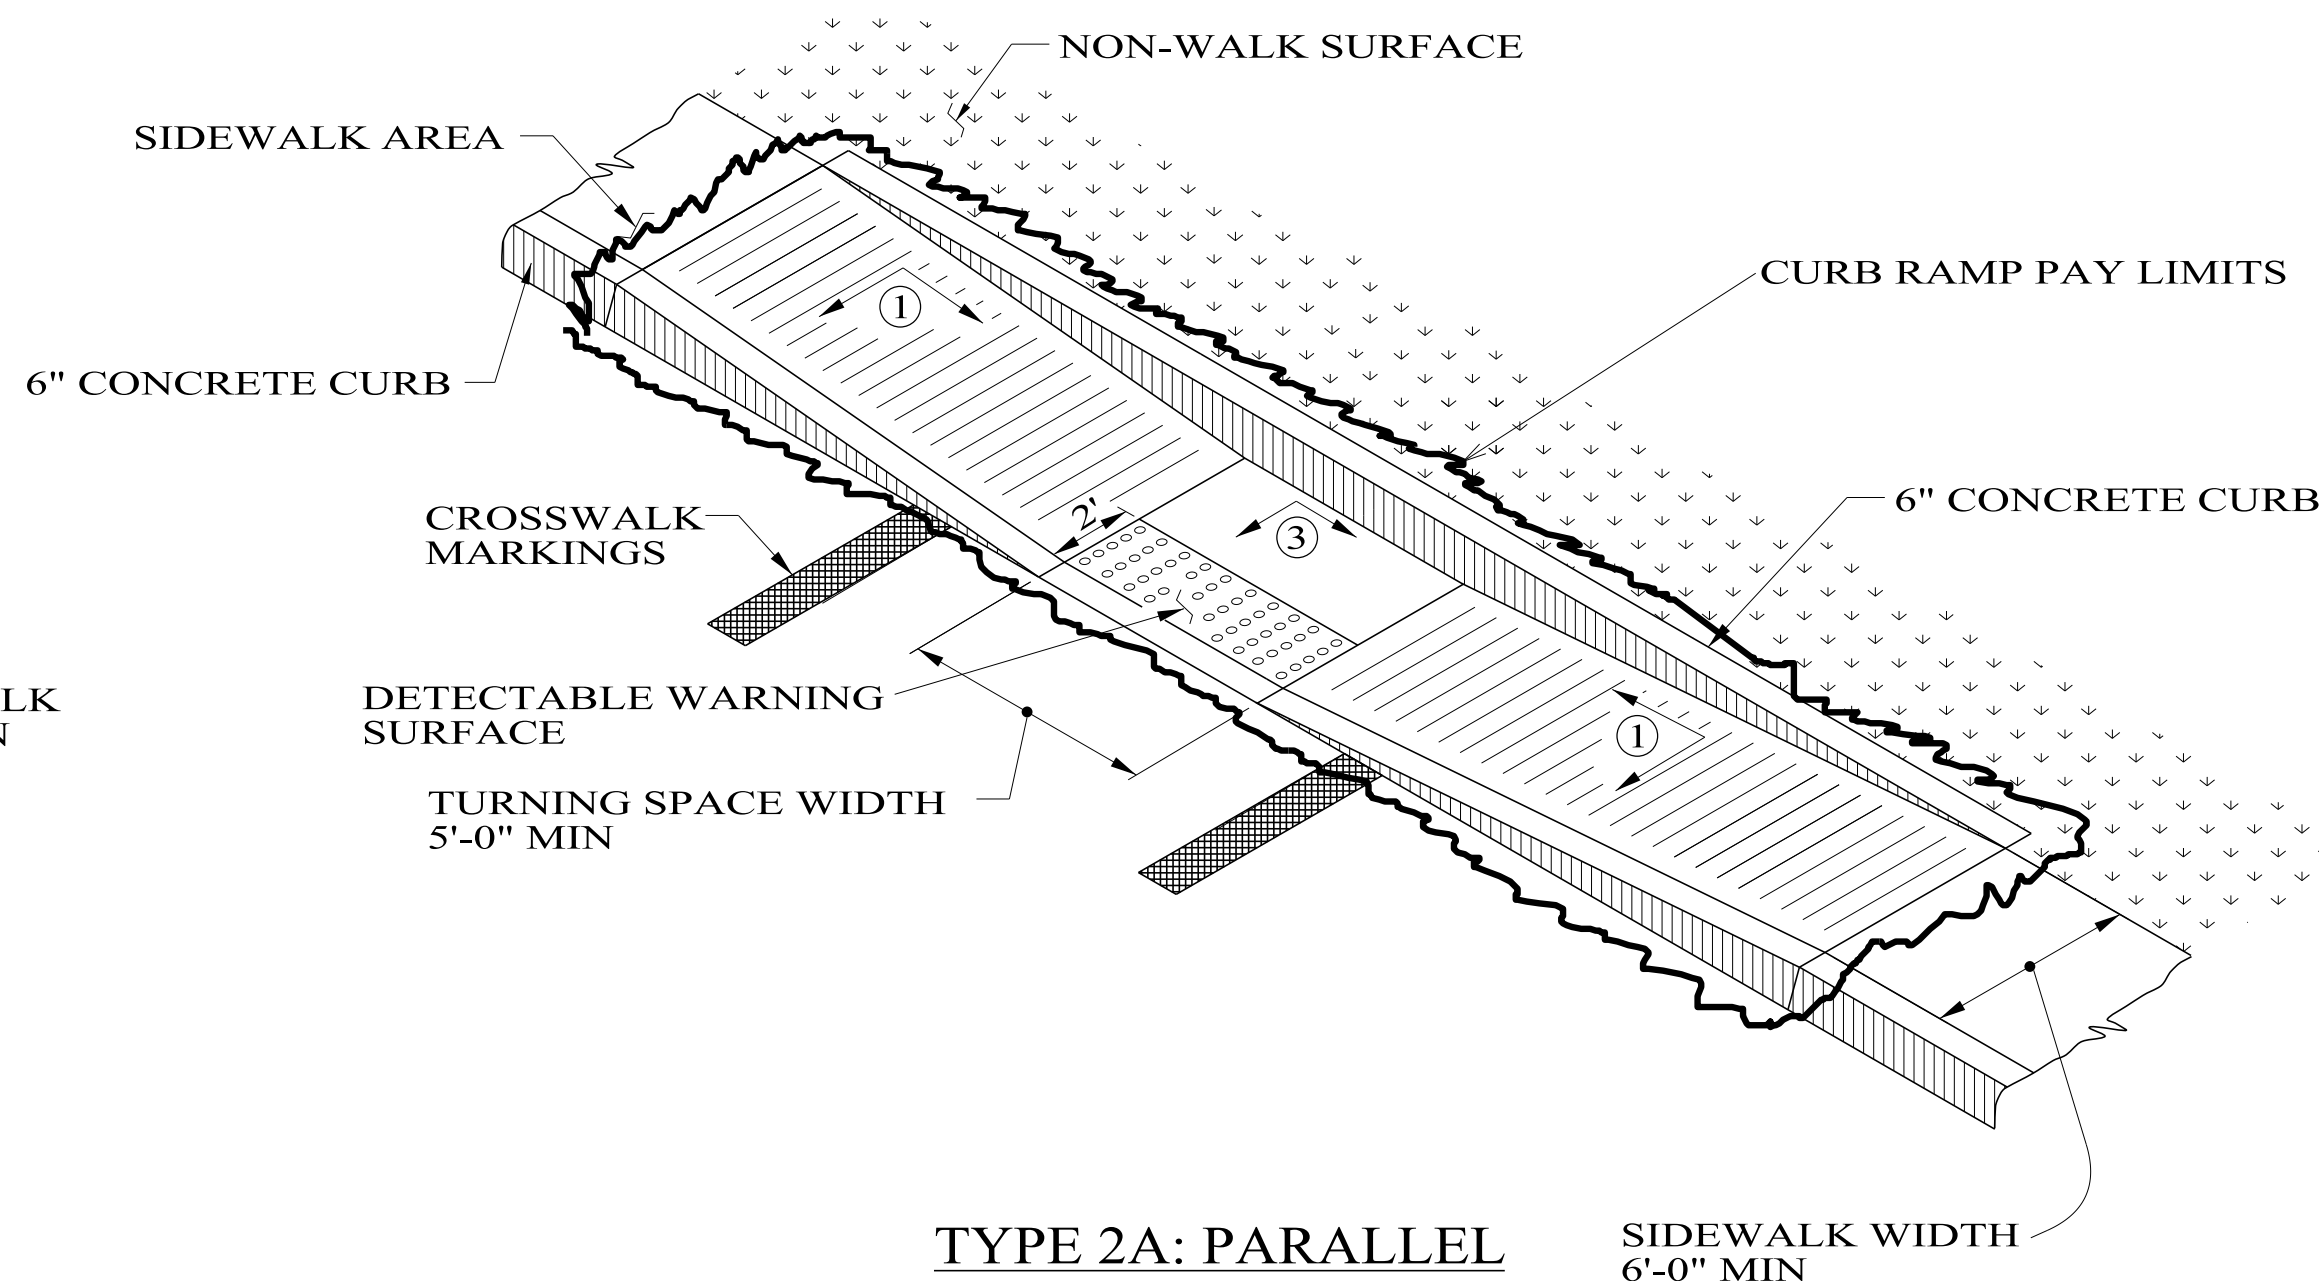 NON-WALK SURFACE
SIDEWALK AREA
CURB RAMP PAY LIMITS
1
6" CONCRETE CURB
6" CONCRETE CURB
CROSSWALK
MARKINGS
2'
3
LK
N
DETECTABLE WARNING
SURFACE
1
TURNING SPACE WIDTH
5'-0" MIN
TYPE 2A: PARALLEL
SIDEWALK WIDTH
6'-0" MIN